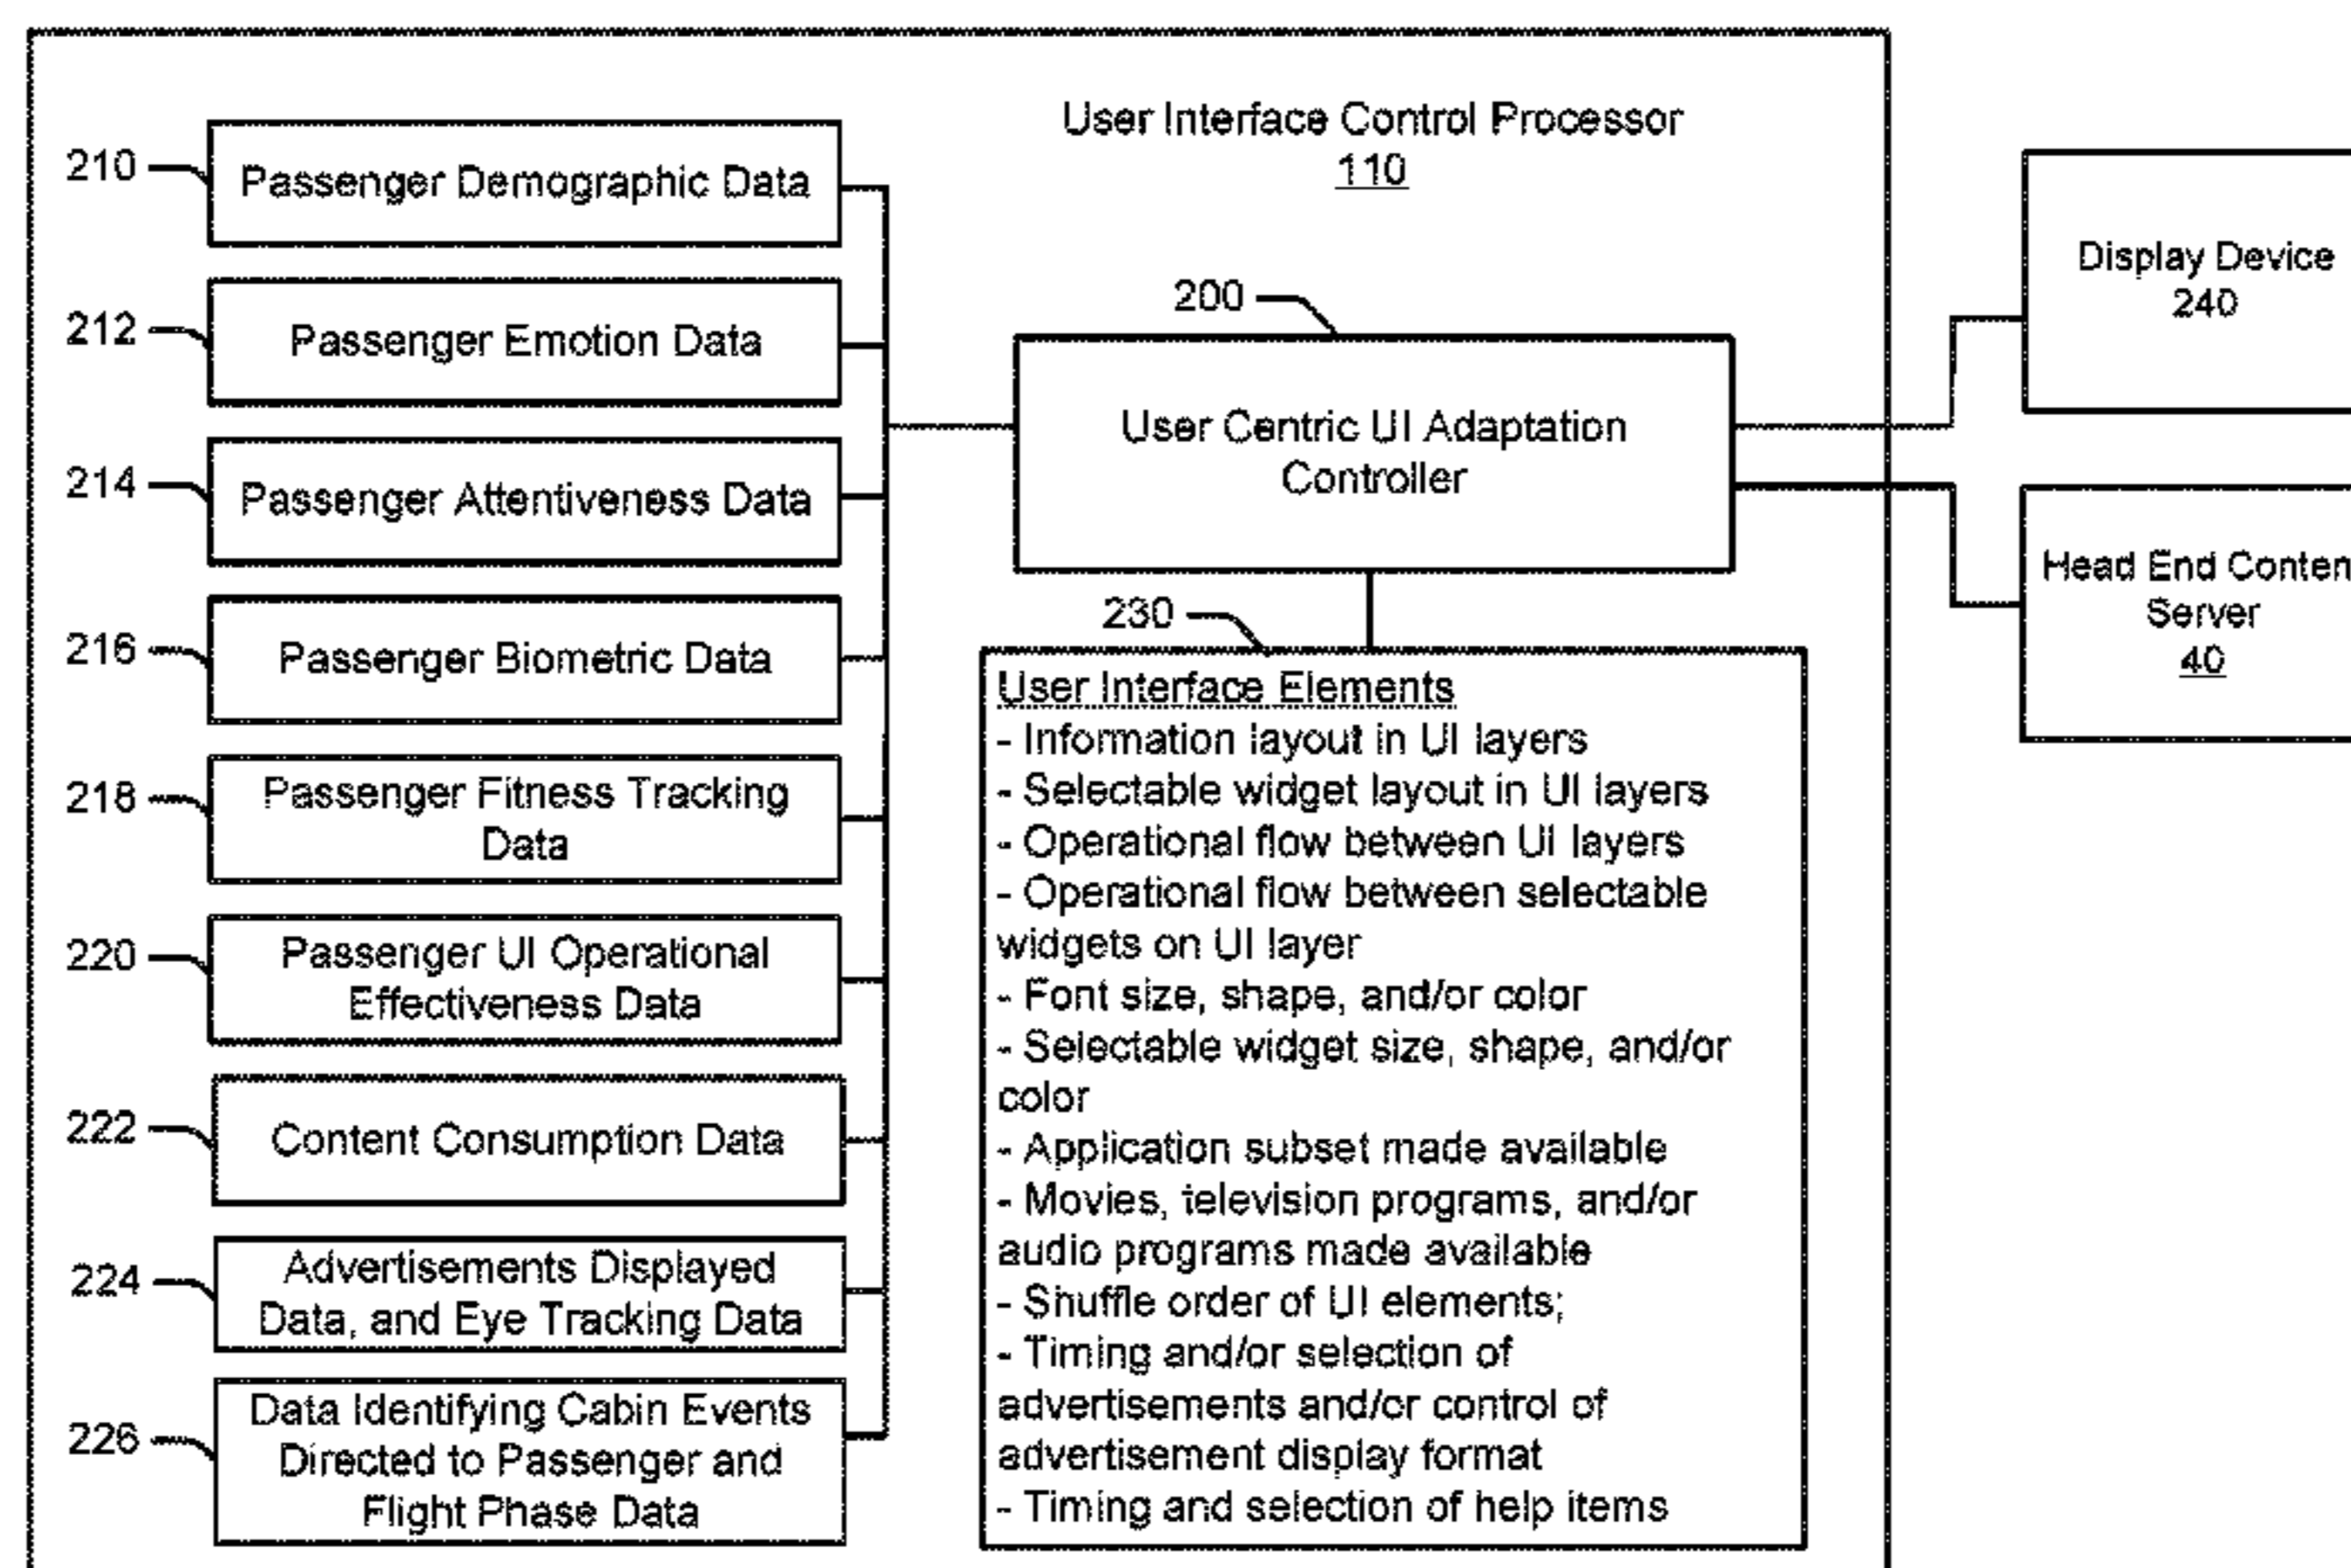 User Interface Control Processor
110
210
Passenger Demographic Data
212
Passenger Emotion Data
214
Passenger Attentiveness Data
216
Passenger Biometric Data
218
Passenger Fitness Tracking
Data
220
Passenger UI Operational
Effectiveness Data
222
Content Consumption Data
224
Advertisements Displayed
Data, and Eye Tracking Data
226
Data Identifying Cabin Events
Directed to Passenger and
Flight Phase Data
200
User Centric UI Adaptation
Controller
230
User Interface Elements
- Information layout in UI layers
- Selectable widget layout in UI layers
- Operational flow between UI layers
- Operational flow between selectable
widgets on UI layer
- Font size, shape, and/or color
- Selectable widget size, shape, and/or
color
- Application subset made available
- Movies, television programs, and/or
audio programs made available
- Shuffle order of UI elements;
- Timing and/or selection of
advertisements and/or control of
advertisement display format
- Timing and selection of help items
Display Device
240
Head End Conten
Server
40